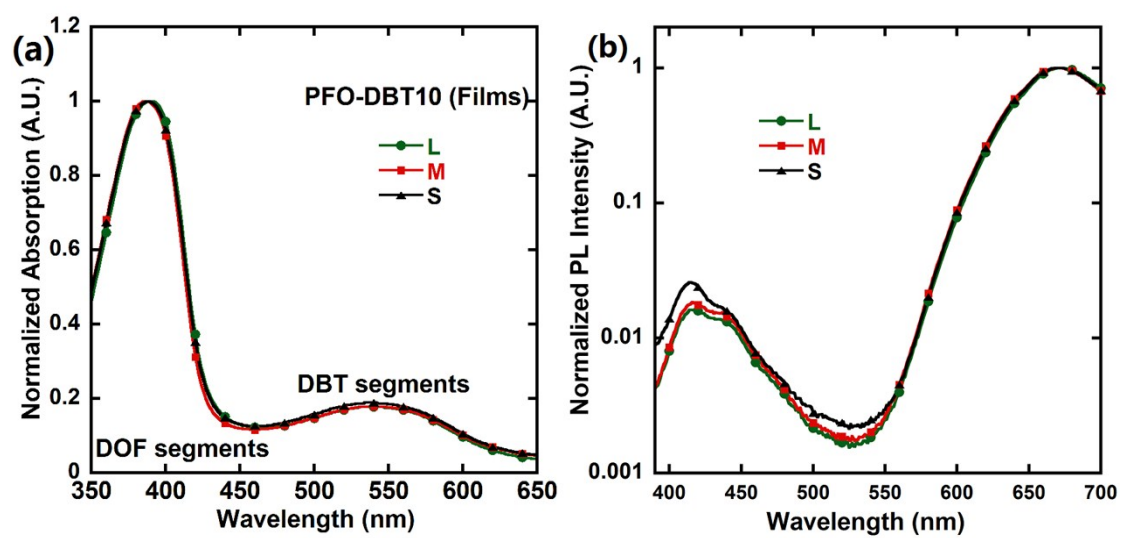 (a)
Normalized Absorption (A.U.)
1.2
1
0.8
0.6
0.4
0.2
0
PFO-DBT10 (Films)
L
M
S
DBT segments
DOF segments
350
400
450
500
550
600
650
Wavelength (nm)
(b)
Normalized PL Intensity (A.U.)
1
0.1
0.01
0.001
L
M
S
400
450
500
550
600
650
700
Wavelength (nm)